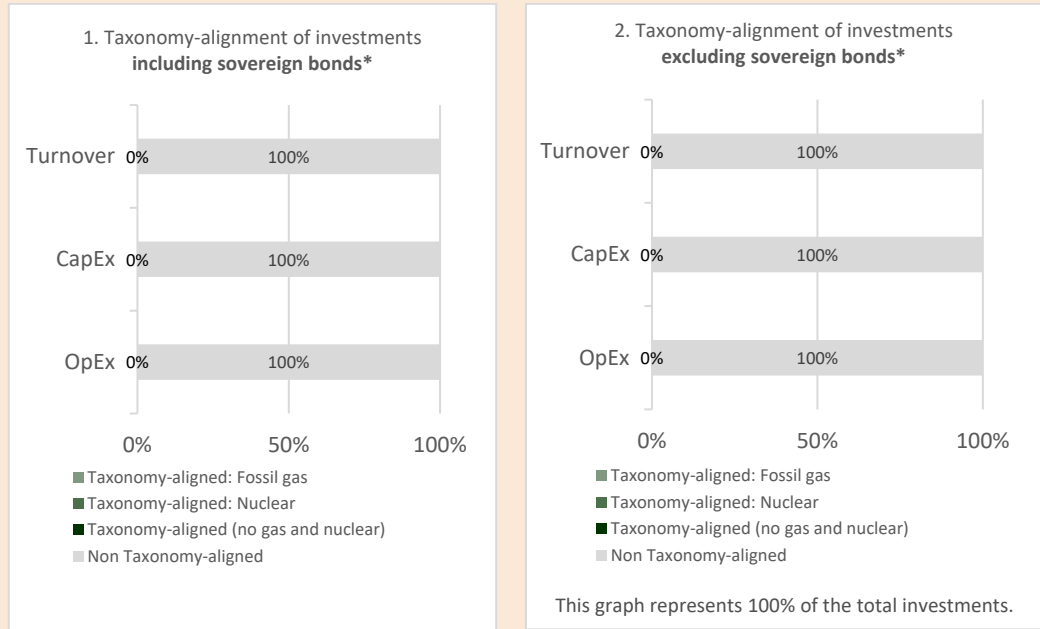 1. Taxonomy-alignment of investments
including sovereign bonds*
Turnover 0% 100%
CapEx 0% 100%
OpEx 0% 100%
0% 50% 100%
Taxonomy-aligned: Fossil gas
Taxonomy-aligned: Nuclear
Taxonomy-aligned (no gas and nuclear)
Non Taxonomy-aligned
2. Taxonomy-alignment of investments
excluding sovereign bonds*
Turnover 0% 100%
CapEx 0% 100%
OpEx 0% 100%
0% 50% 100%
Taxonomy-aligned: Fossil gas
Taxonomy-aligned: Nuclear
Taxonomy-aligned (no gas and nuclear)
Non Taxonomy-aligned
This graph represents 100% of the total investments.